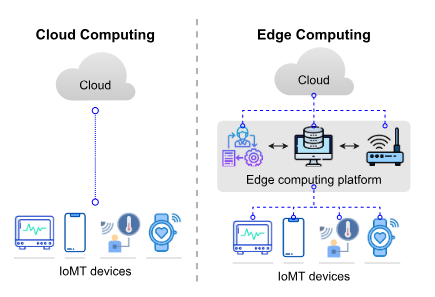 Cloud Computing
Edge Computing
Cloud
Cloud
Edge computing platform
IoMT devices
IoMT devices